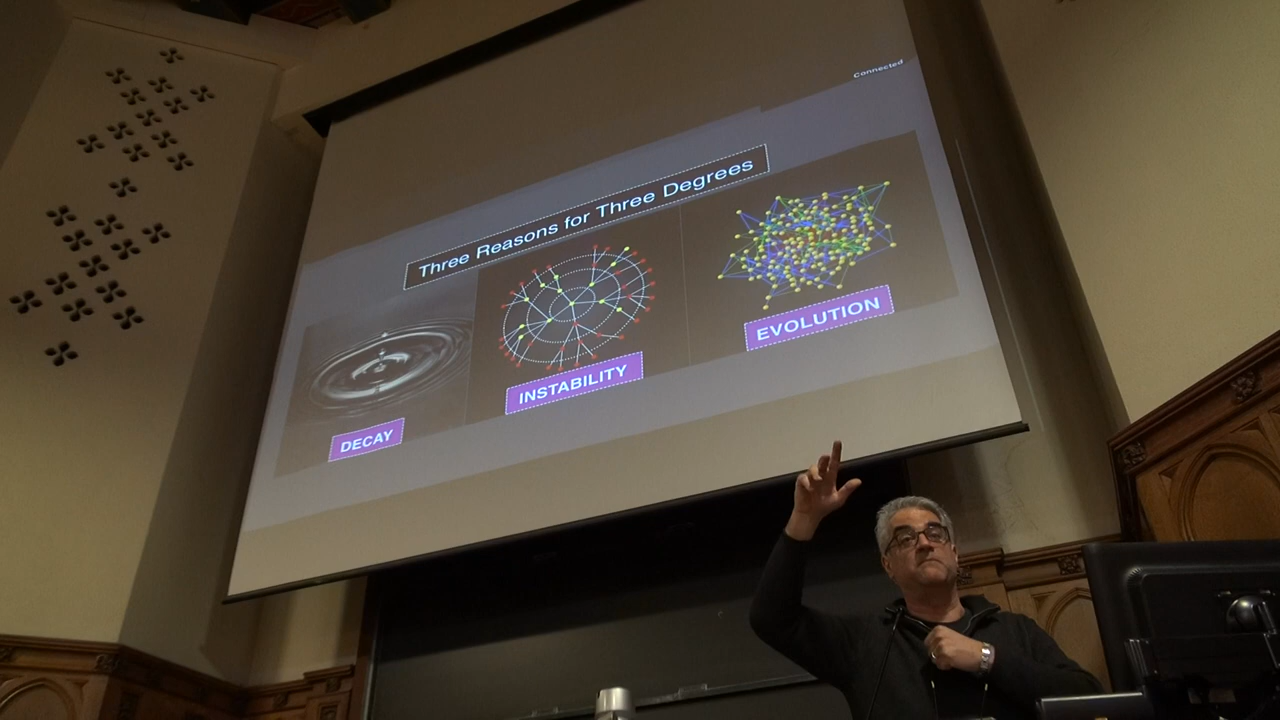 Connected
Three Reasons for Three Degrees
DECAY
INSTABILITY
EVOLUTION